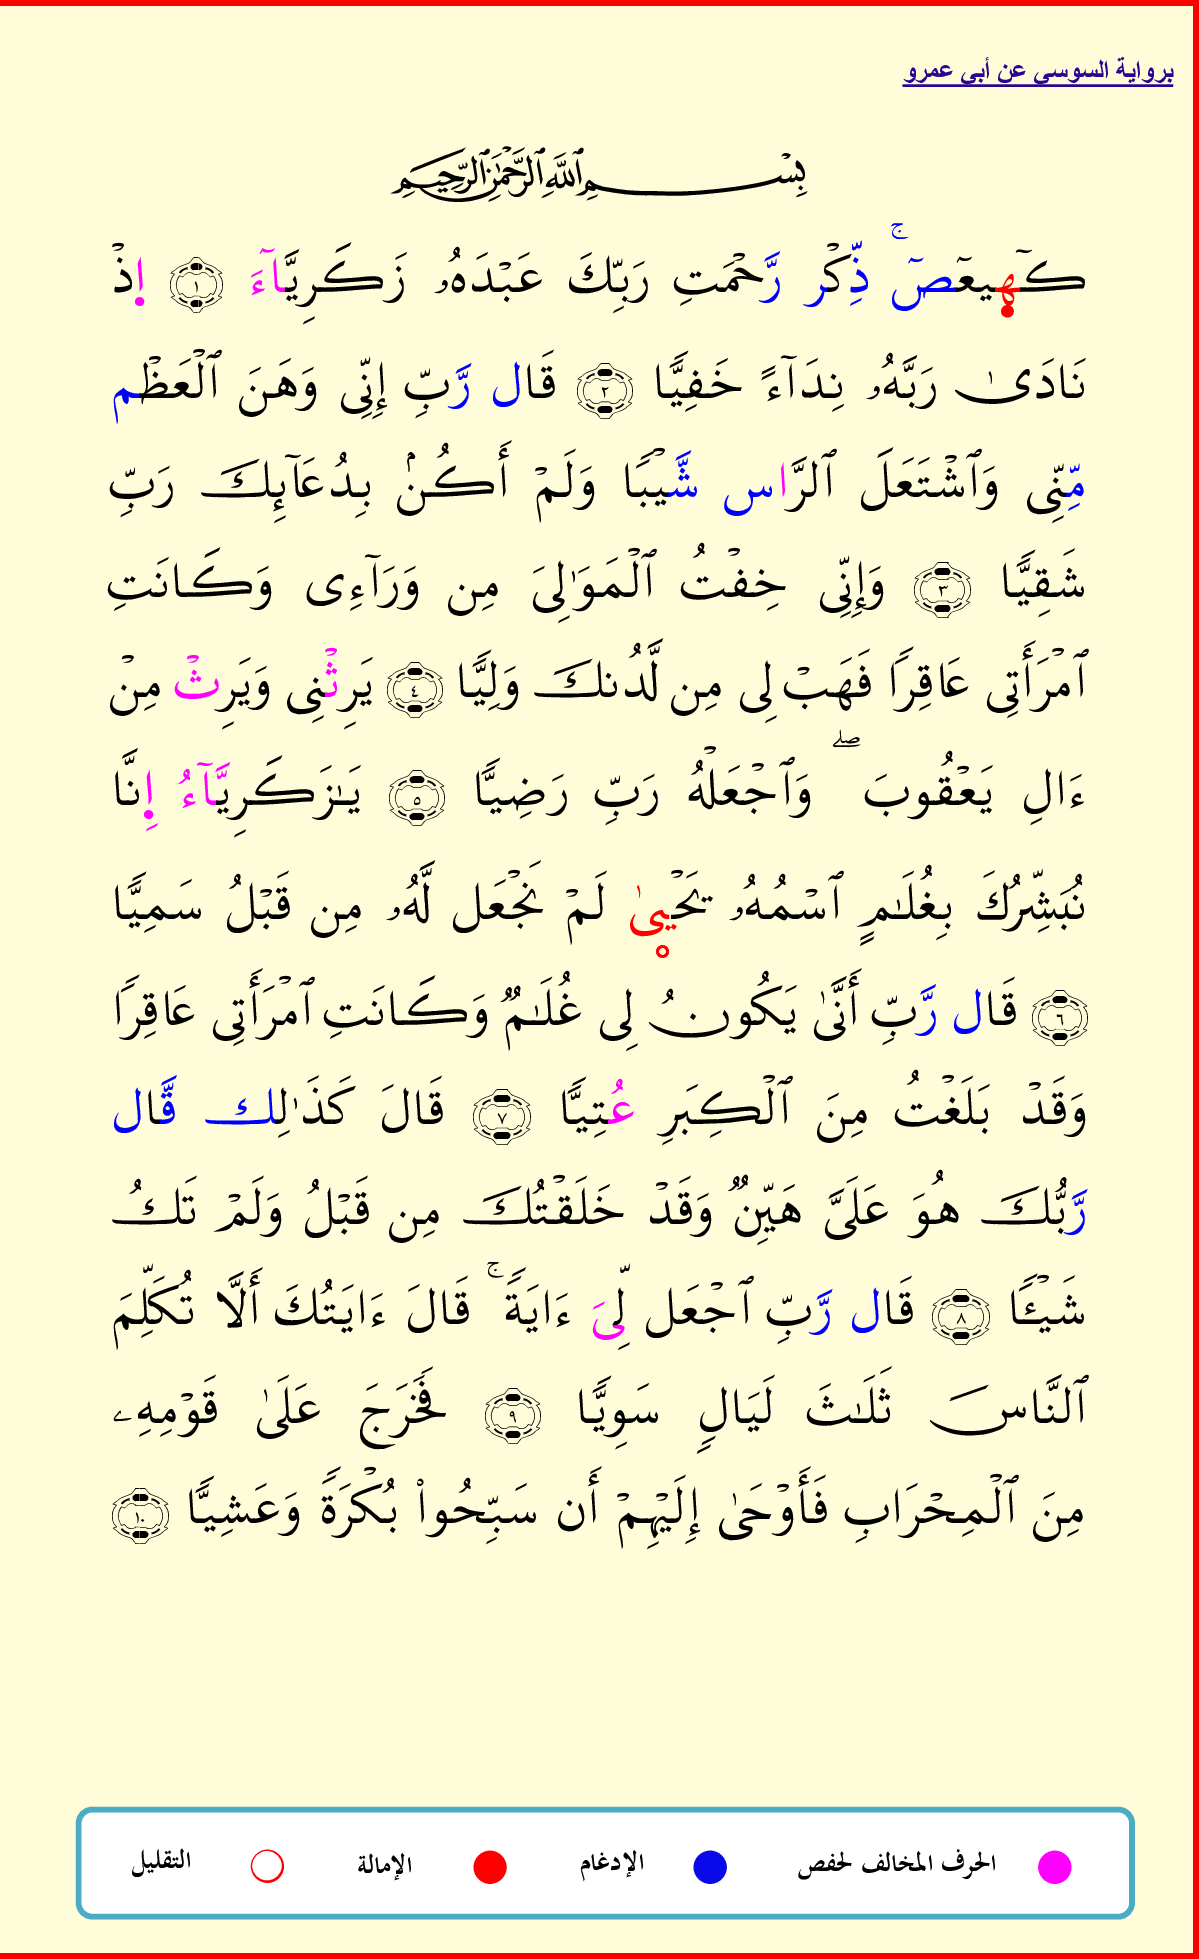 برواية السوسي عن أبي عمرو
بِسۡمِ ٱللَّهِ ٱلرَّحۡمَٰنِ ٱلرَّحِيمِ
كٓهيعٓصٓۚ ذِّكۡر رَّحۡمَتِ رَبِّكَ عَبۡدَهُۥ زَكَرِيَّآءَ ١ إِذۡ
نَادَىٰ رَبَّهُۥ نِدَآءً خَفِيّٗا ٢ قَال رَّبِّ إِنِّي وَهَنَ ٱلۡعَظۡم
مِّنِّي وَٱشۡتَعَلَ ٱلرَّاس شَّيۡبٗا وَلَمۡ أَكُنۢ بِدُعَآئِكَ رَبِّ
شَقِيّٗا ٣ وَإِنِّي خِفۡتُ ٱلۡمَوَٰلِيَ مِن وَرَآءِي وَكَانَتِ
ٱمۡرَأَتِي عَاقِرٗا فَهَبۡ لِي مِن لَّدُنكَ وَلِيّٗا ٤ يَرِثۡنِي وَيَرِثۡ مِنۡ
ءَالِ يَعۡقُوبَۖ وَٱجۡعَلۡهُ رَبِّ رَضِيّٗا ٥ يَٰزَكَرِيَّآءُ إِنَّا
نُبَشِّرُكَ بِغُلَٰمٍ ٱسۡمُهُۥ يَحۡيىٰ لَمۡ نَجۡعَل لَّهُۥ مِن قَبۡلُ سَمِيّٗا
٦ قَال رَّبِّ أَنَّىٰ يَكُونُ لِي غُلَٰمٞ وَكَانَتِ ٱمۡرَأَتِي عَاقِرٗا
وَقَدۡ بَلَغۡتُ مِنَ ٱلۡكِبَرِ عُتِيّٗا ٧ قَالَ كَذَٰلِك قَّال
رَّبُّكَ هُوَ عَلَيَّ هَيِّنٞ وَقَدۡ خَلَقۡتُكَ مِن قَبۡلُ وَلَمۡ تَكُ
شَيۡـٔٗا ٨ قَال رَّبِّ ٱجۡعَل لِّيَ ءَايَةٗۚ قَالَ ءَايَتُكَ أَلَّا تُكَلِّمَ
ٱلنَّاسَ ثَلَٰثَ لَيَالٖ سَوِيّٗا ٩ فَخَرَجَ عَلَىٰ قَوۡمِهِۦ
مِنَ ٱلۡمِحۡرَابِ فَأَوۡحَىٰ إِلَيۡهِمۡ أَن سَبِّحُواْ بُكۡرَةٗ وَعَشِيّٗا ١٠
الحرف المخالف لحفص الإدغام الإمالة التقليل